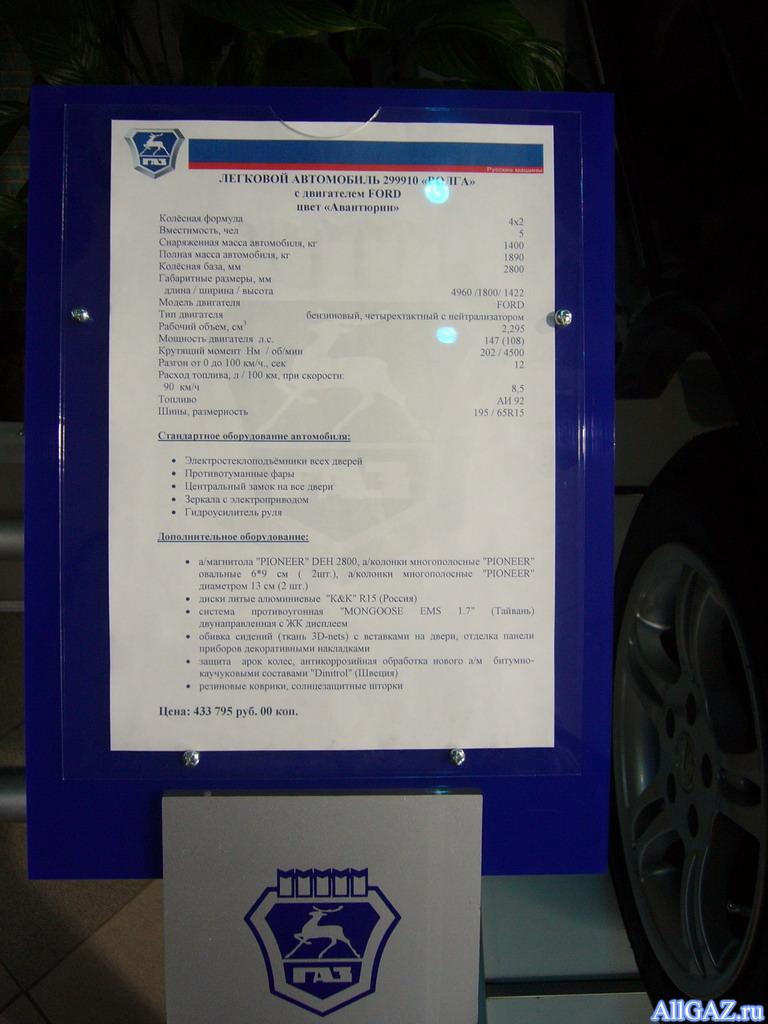 ГАЗ
Русские машины
ЛЕГКОВОЙ АВТОМОБИЛЬ 299910 «ВОЛГА»
с двигателем FORD
цвет «Авантюрин»
Колёсная формула 4х2
Вместимость, чел 5
Снаряженная масса автомобиля, кг 1400
Полная масса автомобиля, кг 1890
Колёсная база, мм 2800
Габаритные размеры, мм
длина / ширина / высота 4960 /1800/ 1422
Модель двигателя FORD
Тип двигателя бензиновый, четырехтактный с нейтрализатором
Рабочий объем, см³ 2,295
Мощность двигателя л.с. 147 (108)
Крутящий момент Нм / об/мин 202 / 4500
Разгон от 0 до 100 км/ч., сек 12
Расход топлива, л / 100 км, при скорости:
90 км/ч 8,5
Топливо АИ 92
Шины, размерность 195 / 65R15
Стандартное оборудование автомобиля:
• Электростеклоподъёмники всех дверей
• Противотуманные фары
• Центральный замок на все двери
• Зеркала с электроприводом
• Гидроусилитель руля
Дополнительное оборудование:
• а/магнитола "PIONEER" DEH 2800, а/колонки многополосные "PIONEER"
овальные 6*9 см ( 2шт.), а/колонки многополосные "PIONEER"
диаметром 13 см (2 шт.)
• диски литые алюминиевые "K&K" R15 (Россия)
• система противоугонная "MONGOOSE EMS 1.7" (Тайвань)
двунаправленная с ЖК дисплеем
• обивка сидений (ткань 3D-nets) с вставками на двери, отделка панели
приборов декоративными накладками
• защита арок колес, антикоррозийная обработка нового а/м битумно-
каучуковыми составами "Dinitrol" (Швеция)
• резиновые коврики, солнцезащитные шторки
Цена: 433 795 руб. 00 коп.
ГАЗ
AllGAZ.ru